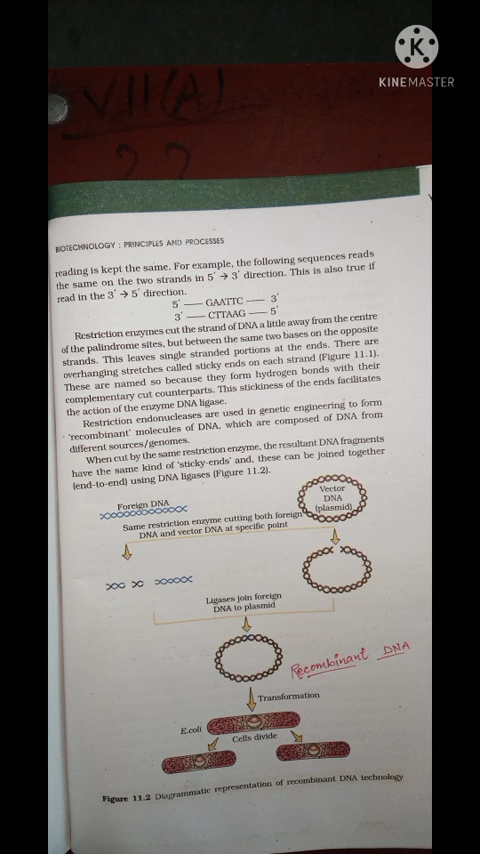 KINEMASTER
VII(A)
BIOTECHNOLOGY : PRINCIPLES AND PROCESSES
reading is kept the same. For example, the following sequences reads
the same on the two strands in 5′ → 3′ direction. This is also true if
read in the 3′ → 5′ direction.
5′ — GAATTC — 3′
3′ — CTTAAG — 5′
Restriction enzymes cut the strand of DNA a little away from the centre
of the palindrome sites, but between the same two bases on the opposite
strands. This leaves single stranded portions at the ends. There are
overhanging stretches called sticky ends on each strand (Figure 11.1).
These are named so because they form hydrogen bonds with their
complementary cut counterparts. This stickiness of the ends facilitates
the action of the enzyme DNA ligase.
Restriction endonucleases are used in genetic engineering to form
‘recombinant’ molecules of DNA, which are composed of DNA from
different sources/genomes.
When cut by the same restriction enzyme, the resultant DNA fragments
have the same kind of ‘sticky-ends’ and, these can be joined together
(end-to-end) using DNA ligases (Figure 11.2).
Foreign DNA
Vector
DNA
(plasmid)
Same restriction enzyme cutting both foreign
DNA and vector DNA at specific point
Ligases join foreign
DNA to plasmid
Recombinant DNA
Transformation
E.coli
Cells divide
Figure 11.2 Diagrammatic representation of recombinant DNA technology